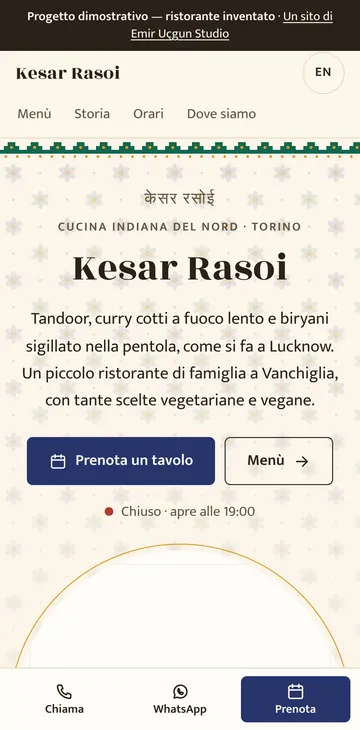 Progetto dimostrativo — ristorante inventato · Un sito di
Emir Uçgun Studio
Kesar Rasoi
EN
Menù Storia Orari Dove siamo
केसर रसोई
CUCINA INDIANA DEL NORD · TORINO
Kesar Rasoi
Tandoor, curry cotti a fuoco lento e biryani
sigillato nella pentola, come si fa a Lucknow.
Un piccolo ristorante di famiglia a Vanchiglia,
con tante scelte vegetariane e vegane.
Prenota un tavolo Menù →
Chiuso · apre alle 19:00
Chiama WhatsApp Prenota